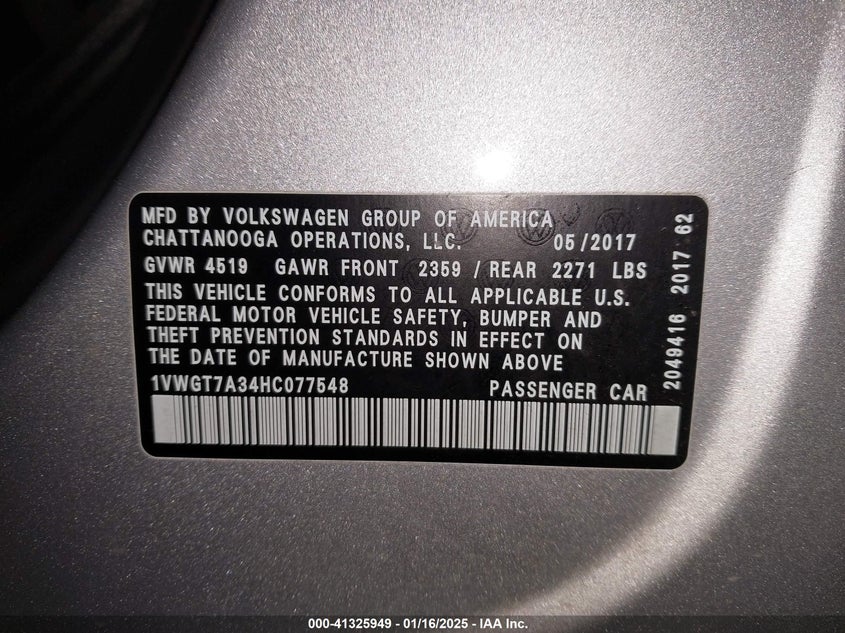 MFD BY VOLKSWAGEN GROUP OF AMERICA
CHATTANOOGA OPERATIONS, LLC. 05/2017
GVWR 4519 GAWR FRONT 2359 / REAR 2271 LBS
THIS VEHICLE CONFORMS TO ALL APPLICABLE U.S.
FEDERAL MOTOR VEHICLE SAFETY, BUMPER AND
THEFT PREVENTION STANDARDS IN EFFECT ON
THE DATE OF MANUFACTURE SHOWN ABOVE
1VWGT7A34HC077548 PASSENGER CAR
2049416 2017 62
000-41325949 - 01/16/2025 - IAA Inc.